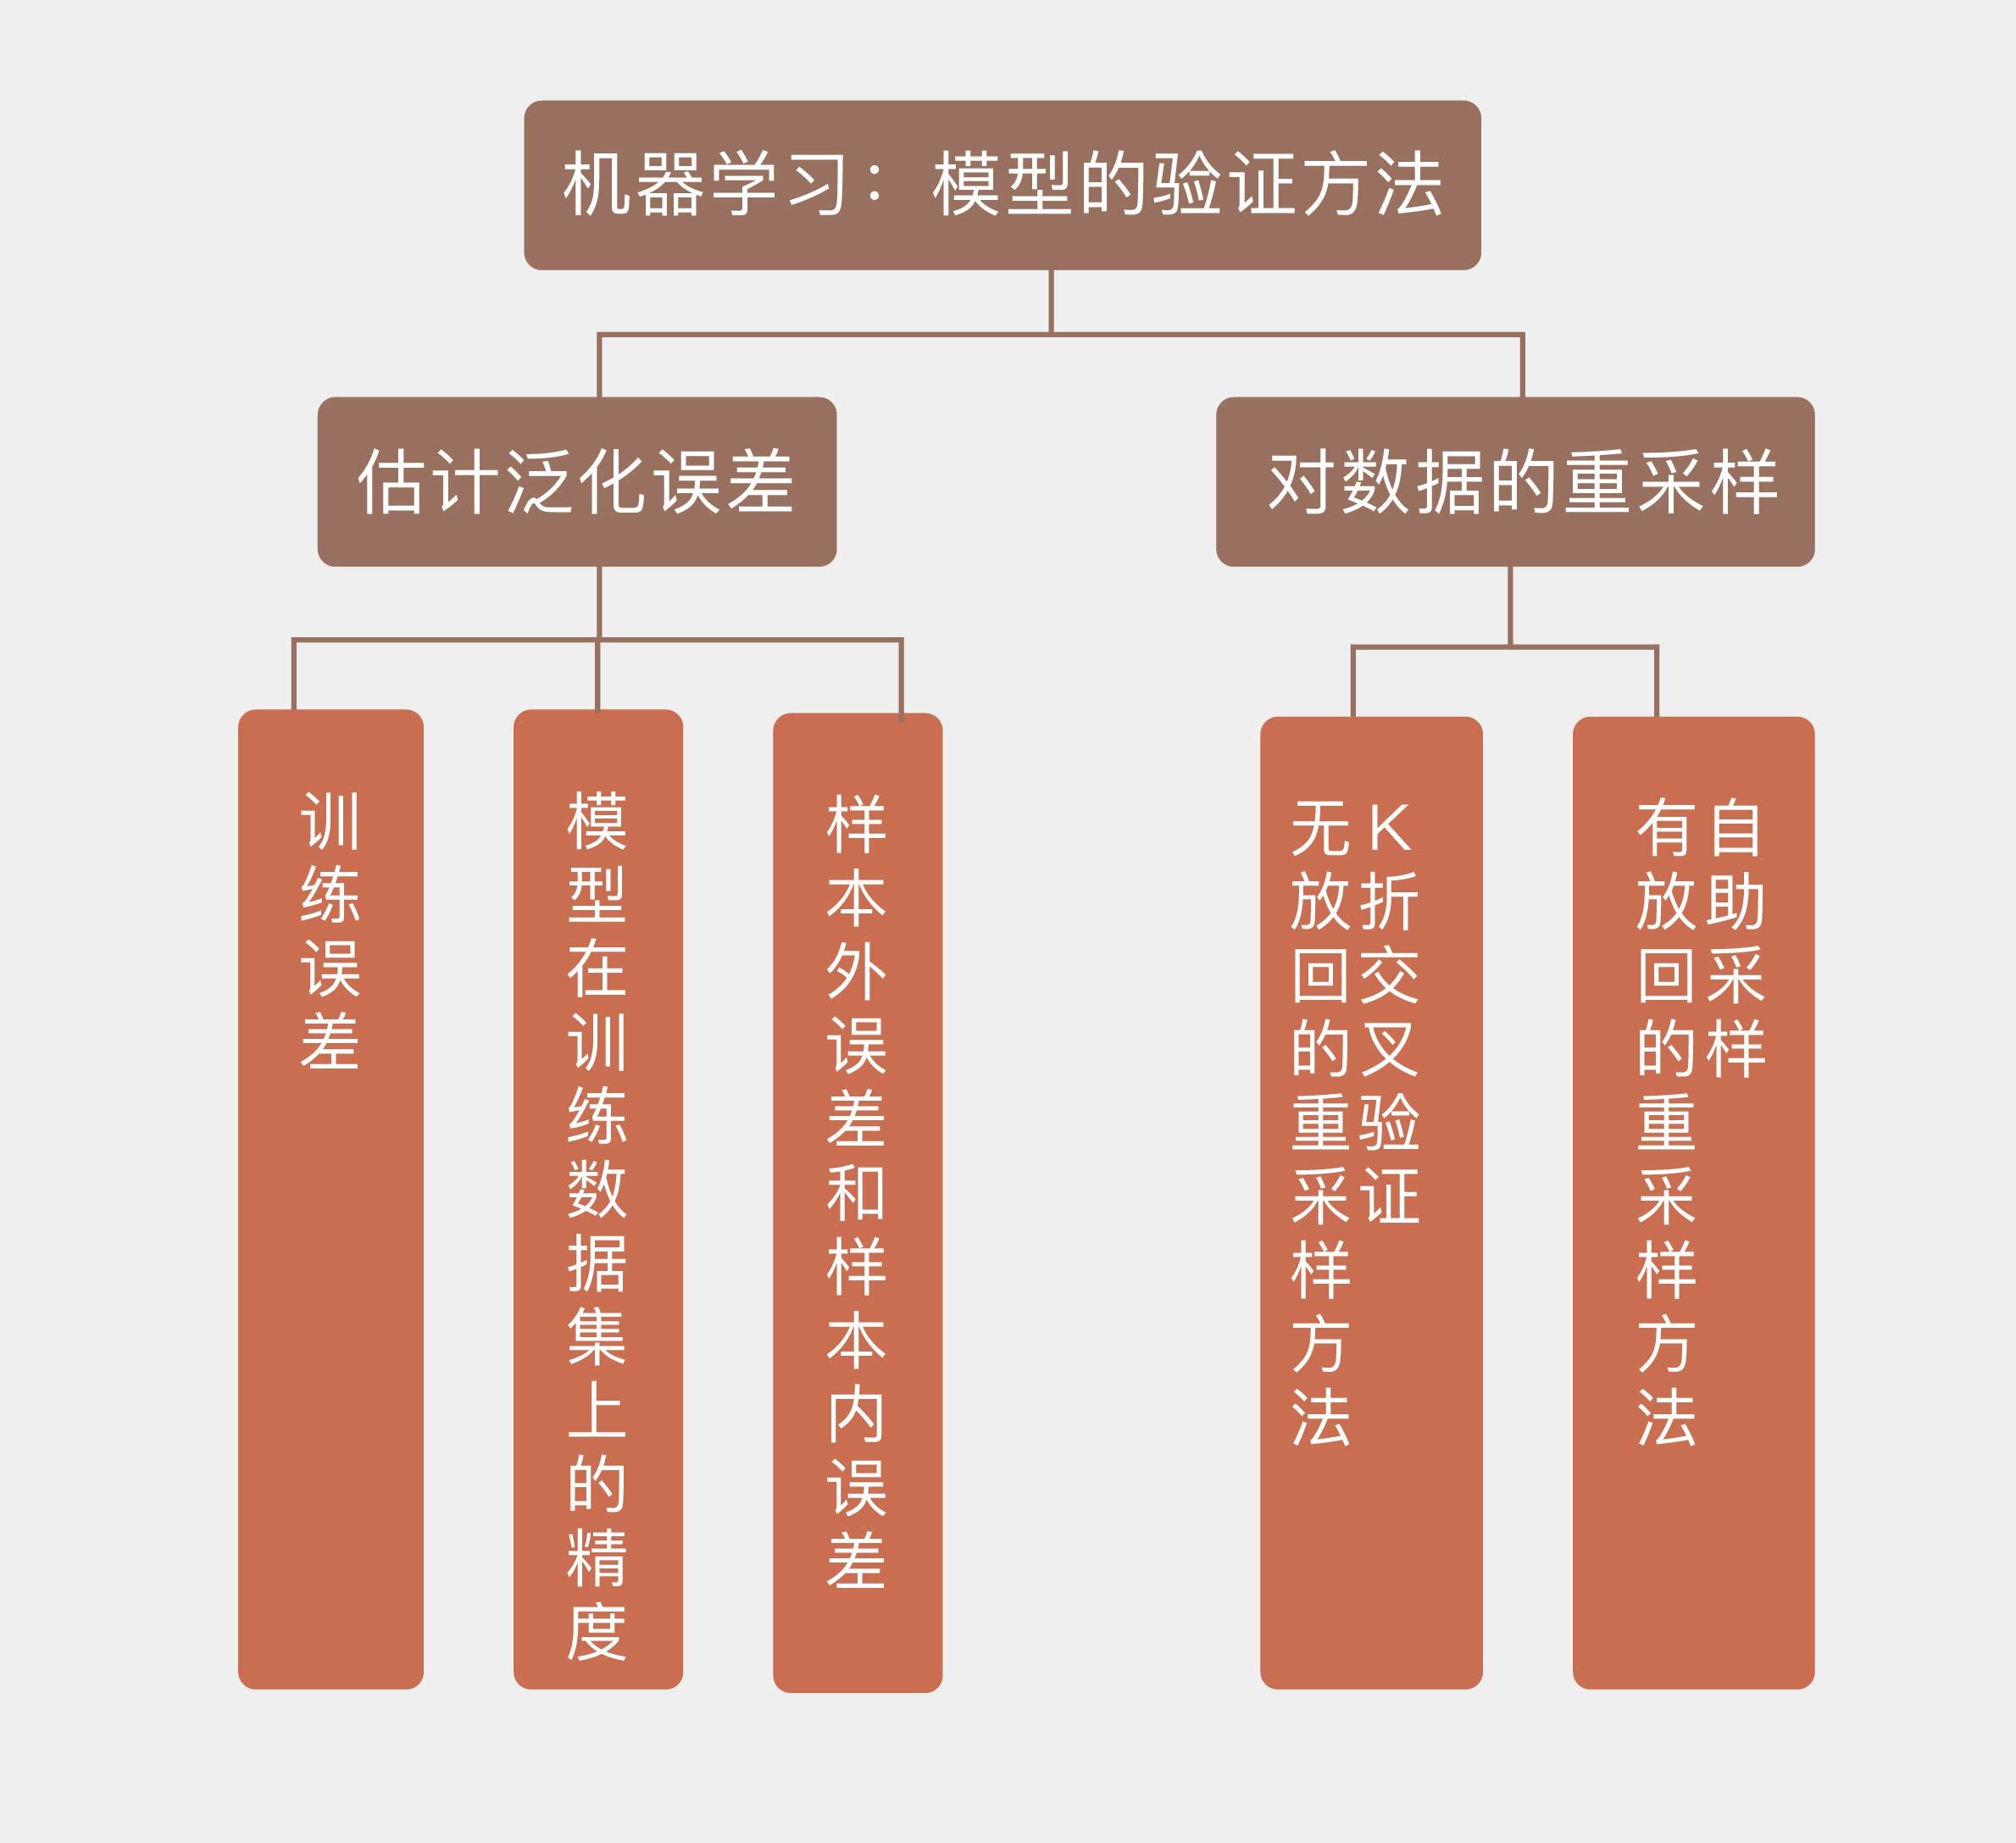 机器学习： 模型的验证方法
估计泛化误差
对数据的重采样
训练误差
模型在训练数据集上的精度
样本外误差和样本内误差
K折交叉验证
无放回的重采样方法
自助采样
有放回的重采样方法